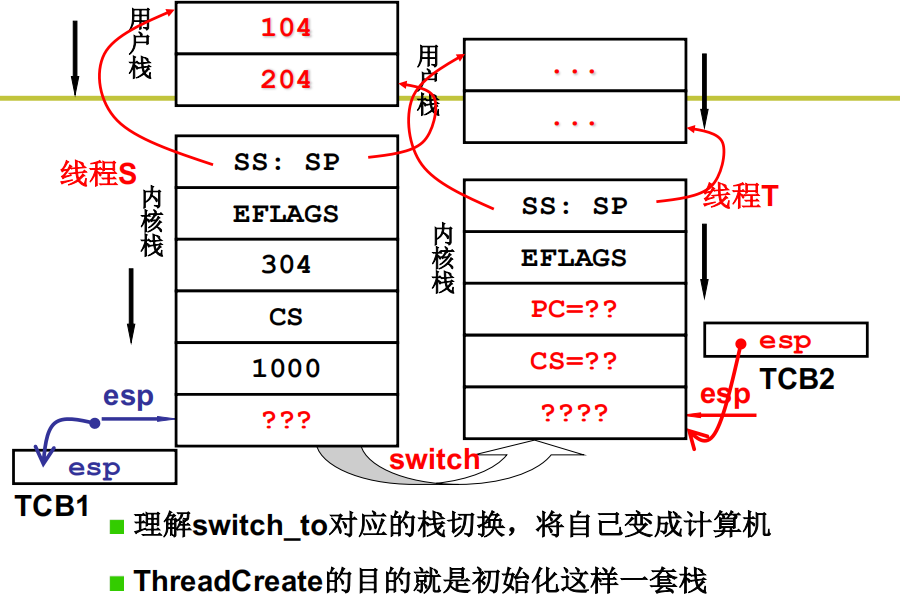 用户栈
104
204
用户栈
...
...
线程S
内核栈
SS: SP
EFLAGS
304
CS
1000
???
esp
esp
TCB1
线程T
内核栈
SS: SP
EFLAGS
PC=??
CS=??
????
esp
TCB2
esp
switch
理解switch_to对应的栈切换，将自己变成计算机
ThreadCreate的目的就是初始化这样一套栈